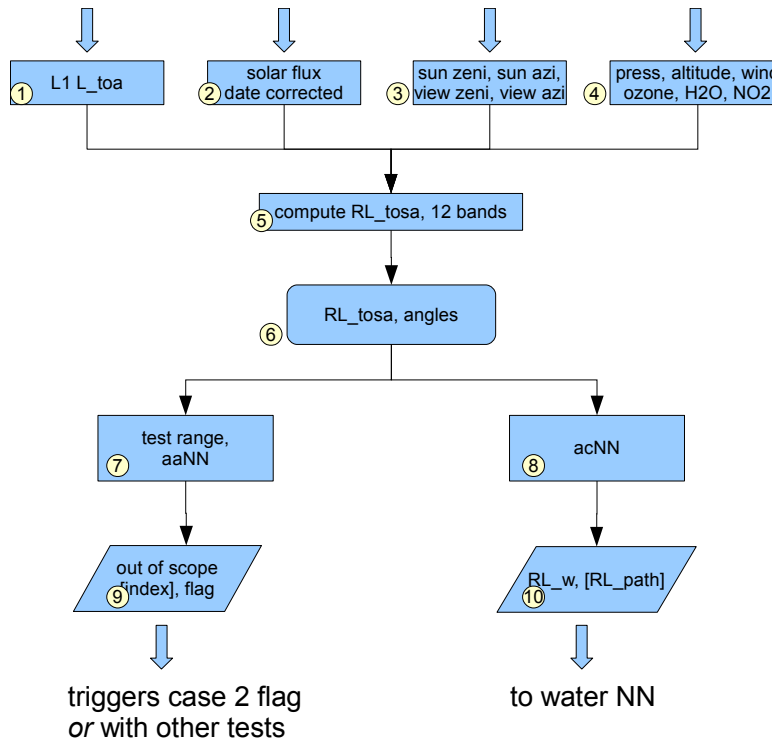 L1 L_toa
1
solar flux
date corrected
2
sun zeni, sun azi,
view zeni, view azi
3
press, altitude, winc
ozone, H2O, NO2
4
compute RL_tosa, 12 bands
5
RL_tosa, angles
6
test range,
aaNN
7
acNN
8
out of scope
[index], flag
9
RL_w, [RL_path]
10
triggers case 2 flag
or with other tests
to water NN